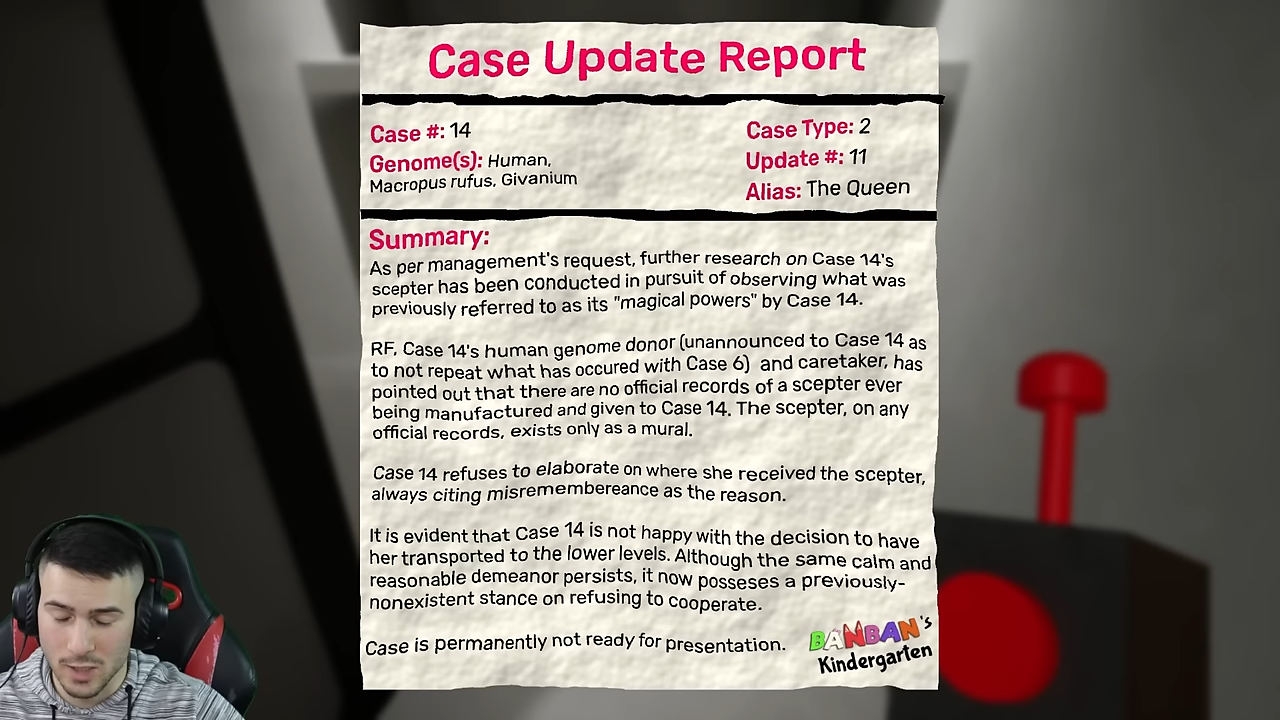 Case Update Report
Case #: 14
Genome(s): Human,
Macropus rufus, Givanium
Case Type: 2
Update #: 11
Alias: The Queen
Summary:
As per management's request, further research on Case 14's
scepter has been conducted in pursuit of observing what was
previously referred to as its "magical powers" by Case 14.
RF, Case 14's human genome donor (unannounced to Case 14 as
to not repeat what has occured with Case 6) and caretaker, has
pointed out that there are no official records of a scepter ever
being manufactured and given to Case 14. The scepter, on any
official records, exists only as a mural.
Case 14 refuses to elaborate on where she received the scepter,
always citing misremembereance as the reason.
It is evident that Case 14 is not happy with the decision to have
her transported to the lower levels. Although the same calm and
reasonable demeanor persists, it now posseses a previously-
nonexistent stance on refusing to cooperate.
Case is permanently not ready for presentation.
BANBAN's
Kindergarten